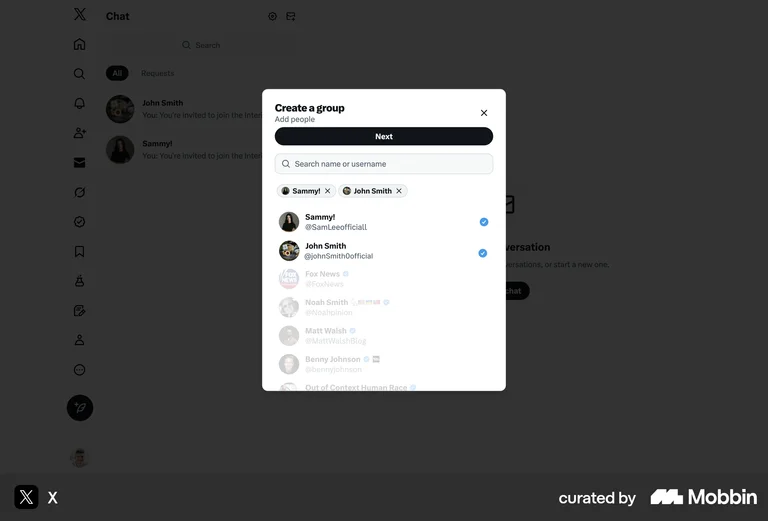 Chat
Search
All
Requests
John Smith
You: You're invited to join the
Sammy!
You: You're invited to join the
Create a group
Add people
Next
Search name or username
Sammy!
John Smith
Sammy!
@SamLeeofficiall
John Smith
@johnSmith0official
Fox News
@FoxNews
Noah Smith
@Noahpinion
Matt Walsh
@MattWalshBlog
Benny Johnson
@bennyjohnson
Out of Context Human Race
ersation
ersations, or start a new one.
chat
X
curated by Mobbin